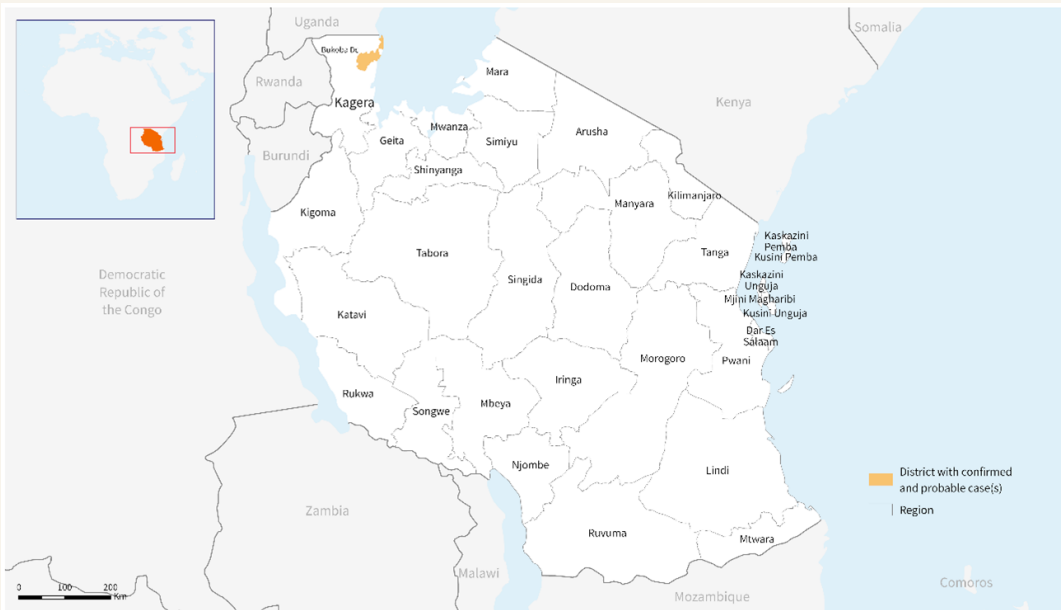 Uganda
Somalia
Bukoba Dc
Mara
Rwanda
Kenya
Kagera
Mwanza
Arusha
Geita
Simiyu
Burundi
Shinyanga
Kilimanjaro
Manyara
Kigoma
Kaskazini
Pemba
Tabora
Tanga
Kusini Pemba
Democratic
Republic of
the Congo
Singida
Dodoma
Kaskazini
Unguja
Mjini Magharibi
Katavi
Kusini Unguja
Dar Es
Salaam
Morogoro
Pwani
Iringa
Rukwa
Songwe
Mbeya
Njombe
Lindi
District with confirmed
and probable case(s)
Region
Zambia
Ruvuma
Mtwara
Malawi
Comoros
0 100 200
Km
Mozambique